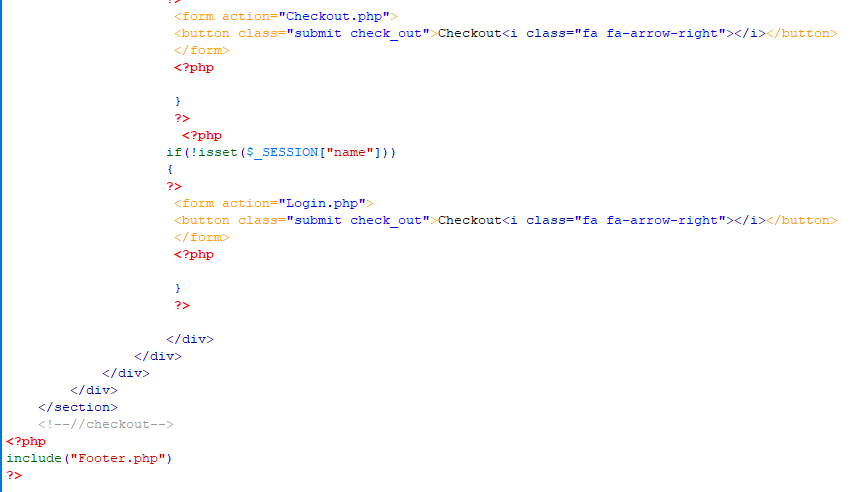 ?>
<form action="Checkout.php">
<button class="submit check_out">Checkout<i class="fa fa-arrow-right"></i></button>
</form>
<?php
}
?>
<?php
if(!isset($_SESSION["name"]))
{
?>
<form action="Login.php">
<button class="submit check_out">Checkout<i class="fa fa-arrow-right"></i></button>
</form>
<?php
}
?>
</div>
</div>
</div>
</div>
</section>
<!--//checkout-->
<?php
include("Footer.php")
?>